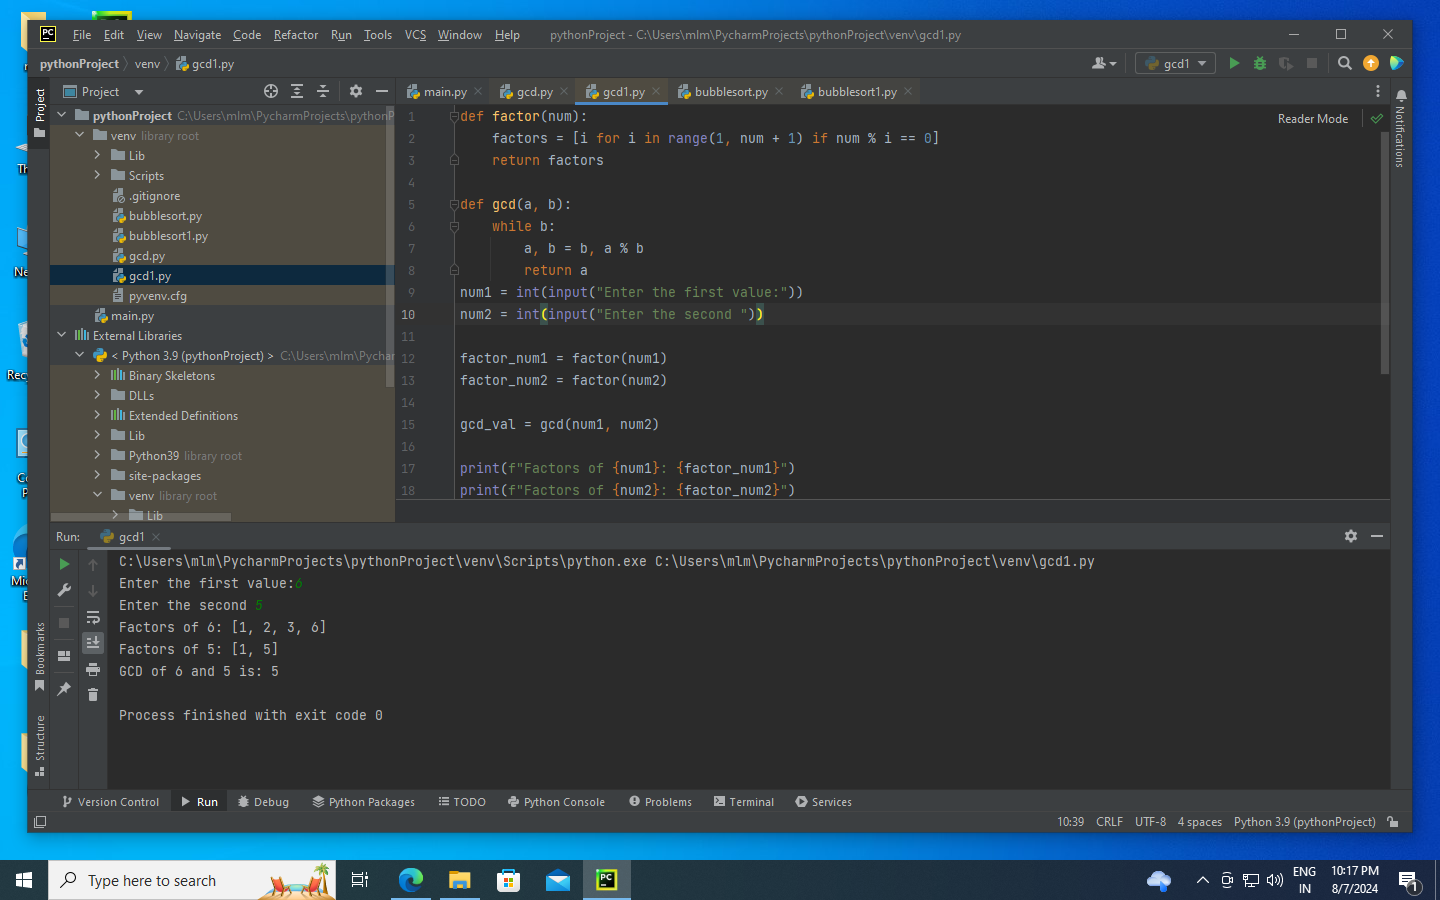 File Edit View Navigate Code Refactor Run Tools VCS Window Help pythonProject - C:\Users\mlm\PycharmProjects\pythonProject\venv\gcd1.py
pythonProject venv gcd1.py gcd1
Project main.py gcd.py gcd1.py bubblesort.py bubblesort1.py
Project
Notifications
Bookmarks
Structure
pythonProject C:\Users\mlm\PycharmProjects\pythonP
venv library root
Lib
Scripts
.gitignore
bubblesort.py
bubblesort1.py
gcd.py
gcd1.py
pyvenv.cfg
main.py
External Libraries
< Python 3.9 (pythonProject) > C:\Users\mlm\Pychar
Binary Skeletons
DLLs
Extended Definitions
Lib
Python39 library root
site-packages
venv library root
Lib
Reader Mode
1 def factor(num):
2 factors = [i for i in range(1, num + 1) if num % i == 0]
3 return factors
4
5 def gcd(a, b):
6 while b:
7 a, b = b, a % b
8 return a
9 num1 = int(input("Enter the first value:"))
10 num2 = int(input("Enter the second "))
11
12 factor_num1 = factor(num1)
13 factor_num2 = factor(num2)
14
15 gcd_val = gcd(num1, num2)
16
17 print(f"Factors of {num1}: {factor_num1}")
18 print(f"Factors of {num2}: {factor_num2}")
Run: gcd1
C:\Users\mlm\PycharmProjects\pythonProject\venv\Scripts\python.exe C:\Users\mlm\PycharmProjects\pythonProject\venv\gcd1.py
Enter the first value:6
Enter the second 5
Factors of 6: [1, 2, 3, 6]
Factors of 5: [1, 5]
GCD of 6 and 5 is: 5
Process finished with exit code 0
Version Control Run Debug Python Packages TODO Python Console Problems Terminal Services
10:39 CRLF UTF-8 4 spaces Python 3.9 (pythonProject)
Type here to search
ENG
IN
10:17 PM
8/7/2024
1